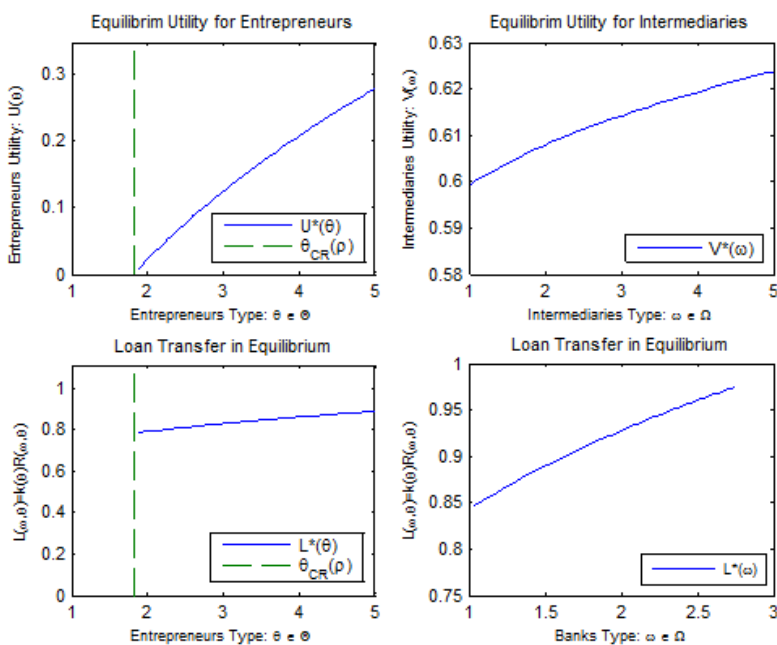 Equilibrim Utility for Entrepreneurs
Entrepreneurs Utility: U(θ)
0.3
0.2
0.1
0
U*(θ)
θCR(ρ)
1 2 3 4 5
Entrepreneurs Type: θ e Θ
Equilibrim Utility for Intermediaries
Intermediaries Utility: V(ω)
0.63
0.62
0.61
0.6
0.59
0.58
V*(ω)
1 2 3 4 5
Intermediaries Type: ω e Ω
Loan Transfer in Equilibrium
L(ω,θ)=k(θ)R(ω,θ)
1
0.8
0.6
0.4
0.2
0
L*(θ)
θCR(ρ)
1 2 3 4 5
Entrepreneurs Type: θ e Θ
Loan Transfer in Equilibrium
L(ω,θ)=k(θ)R(ω,θ)
1
0.95
0.9
0.85
0.8
0.75
L*(ω)
1 1.5 2 2.5 3
Banks Type: ω e Ω